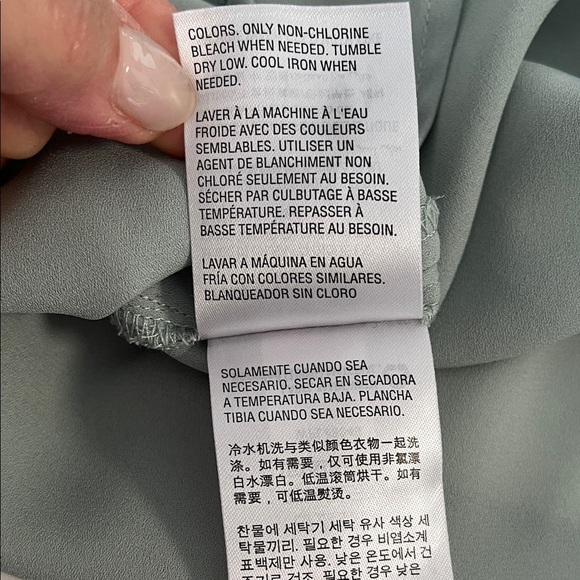 COLORS. ONLY NON-CHLORINE
BLEACH WHEN NEEDED. TUMBLE
DRY LOW. COOL IRON WHEN
NEEDED.
LAVER À LA MACHINE À L'EAU
FROIDE AVEC DES COULEURS
SEMBLABLES. UTILISER UN
AGENT DE BLANCHIMENT NON
CHLORÉ SEULEMENT AU BESOIN.
SÉCHER PAR CULBUTAGE À BASSE
TEMPÉRATURE. REPASSER À
BASSE TEMPÉRATURE AU BESOIN.
LAVAR A MÁQUINA EN AGUA
FRÍA CON COLORES SIMILARES.
BLANQUEADOR SIN CLORO
SOLAMENTE CUANDO SEA
NECESARIO. SECAR EN SECADORA
A TEMPERATURA BAJA. PLANCHA
TIBIA CUANDO SEA NECESARIO.
冷水机洗与类似颜色衣物一起洗
涤。如有需要，仅可使用非氯漂
白水漂白。低温滚筒烘干。如有
需要，可低温熨烫。
찬물에 세탁기 세탁 유사 색상 세
탁물끼리. 필요한 경우 비염소계
표백제만 사용. 낮은 온도에서 건